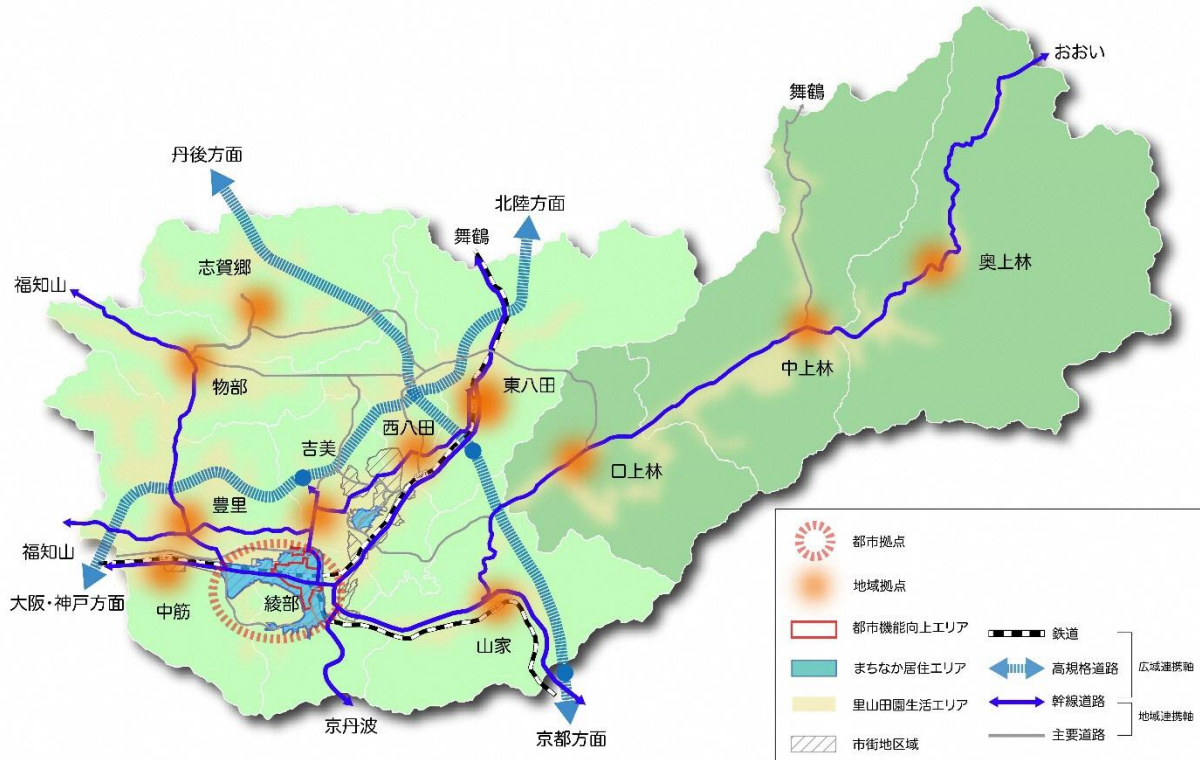 おおい
舞鶴
丹後方面
北陸方面
舞鶴
志賀郷
福知山
奥上林
物部
東八田
中上林
西八田
吉美
口上林
豊里
福知山
大阪・神戸方面
中筋
綾部
山家
京丹波
京都方面
都市拠点
地域拠点
都市機能向上エリア
まちなか居住エリア
里山田園生活エリア
市街地区域
鉄道
高規格道路
広域連携軸
幹線道路
地域連携軸
主要道路